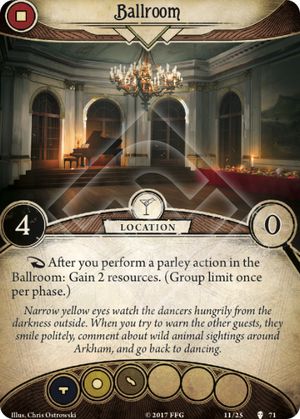 Ballroom
4
LOCATION
0
After you perform a parley action in the
Ballroom: Gain 2 resources. (Group limit once
per phase.)
Narrow yellow eyes watch the dancers hungrily from the
darkness outside. When you try to warn the other guests, they
smile politely, comment about wild animal sightings around
Arkham, and go back to dancing.
Illus. Chris Ostrowski
© 2017 FFG
11/25
71